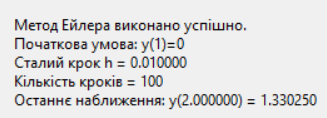 Метод Ейлера виконано успішно.
Початкова умова: y(1)=0
Сталий крок h = 0.010000
Кількість кроків = 100
Останнє наближення: y(2.000000) = 1.330250